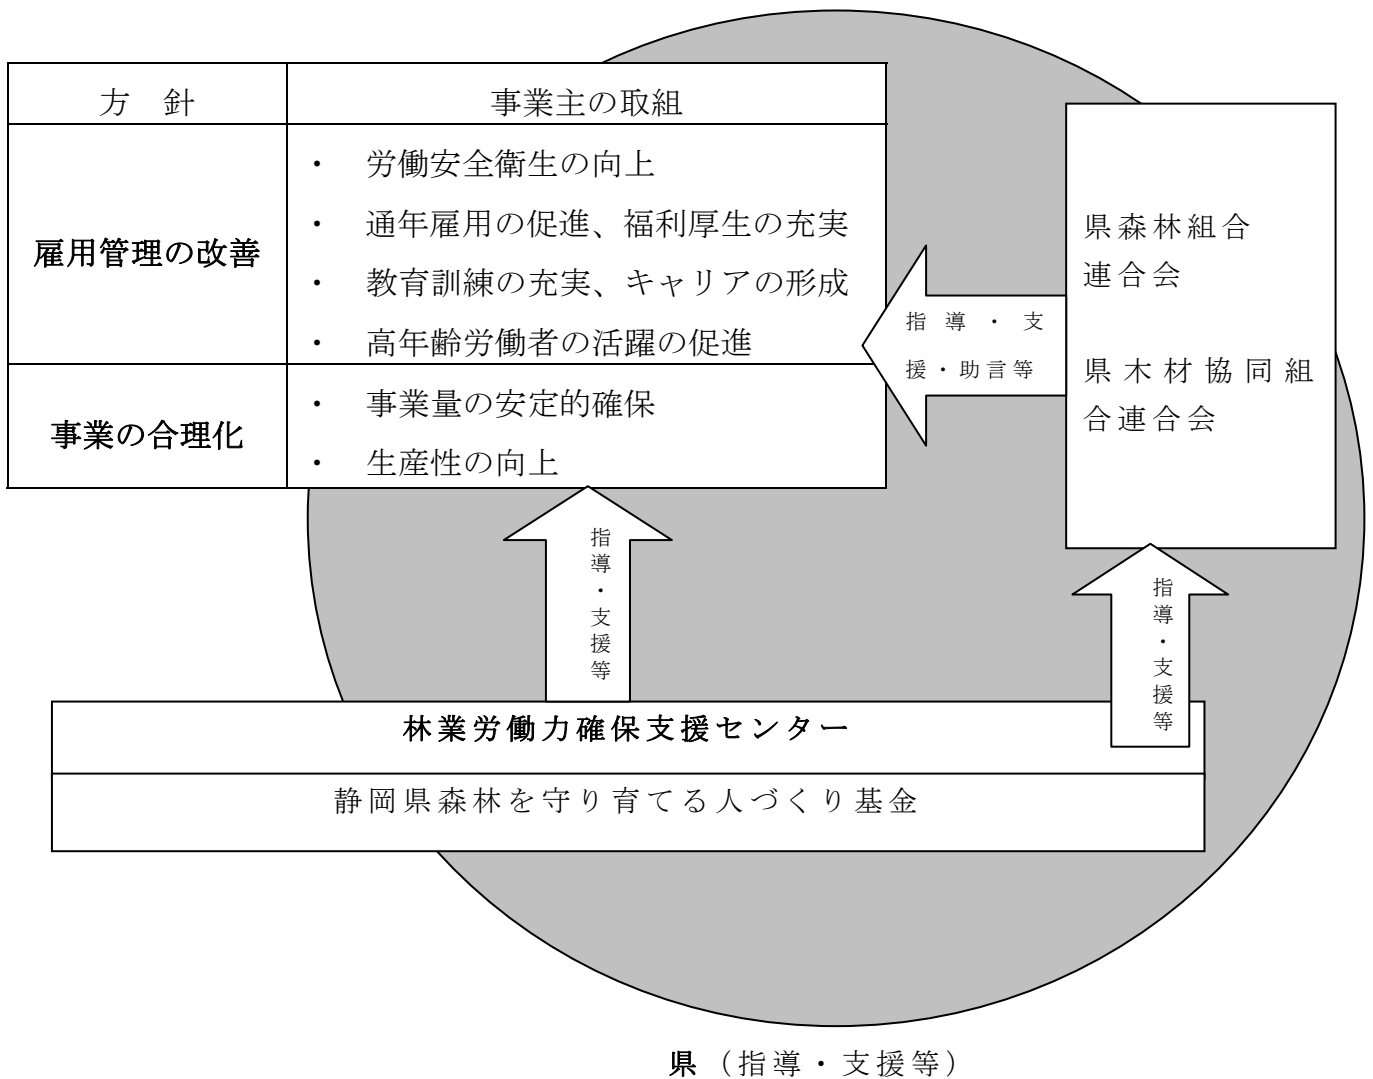 方　針
事業主の取組
雇用管理の改善
・　労働安全衛生の向上
・　通年雇用の促進、福利厚生の充実
・　教育訓練の充実、キャリアの形成
・　高年齢労働者の活躍の促進
事業の合理化
・　事業量の安定的確保
・　生産性の向上
指導・支
援・助言等
県森林組合
連合会
県木材協同組
合連合会
指導・支援等
指導・支援等
林業労働力確保支援センター
静岡県森林を守り育てる人づくり基金
県（指導・支援等）